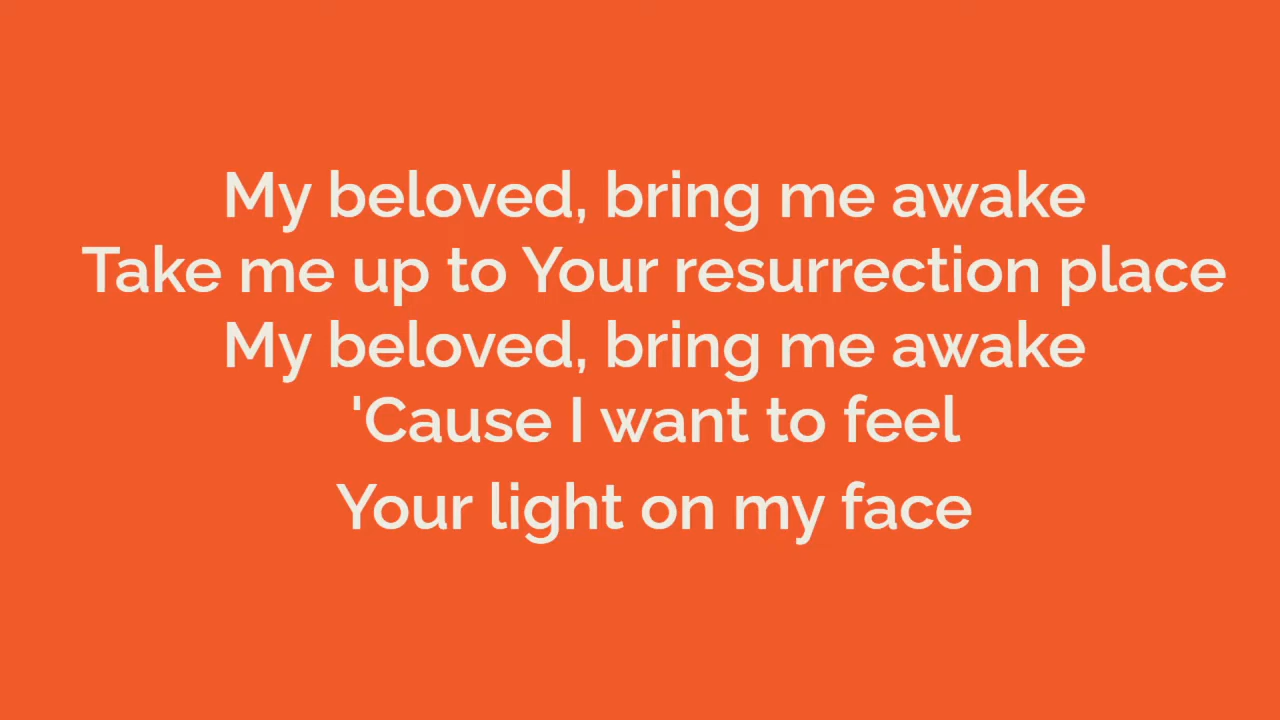 My beloved, bring me awake
Take me up to Your resurrection place
My beloved, bring me awake
'Cause I want to feel
Your light on my face